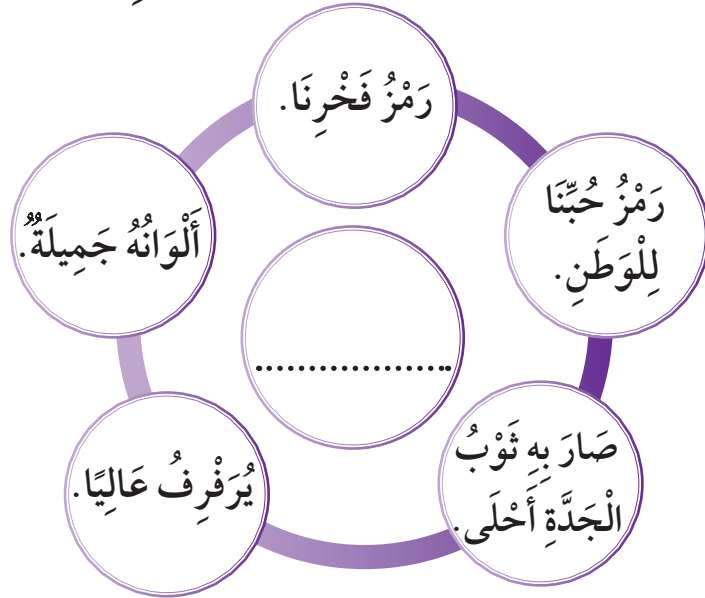 رَمْزُ فَخْرِنَا.
رَمْزُ حُبِّنَا
لِلْوَطَنِ.
صَارَ بِهِ ثَوْبُ
الْجَدَّةِ أَحْلَى.
يُرَفْرِفُ عَالِيًا.
أَلْوَانُهُ جَمِيلَةٌ.
..................